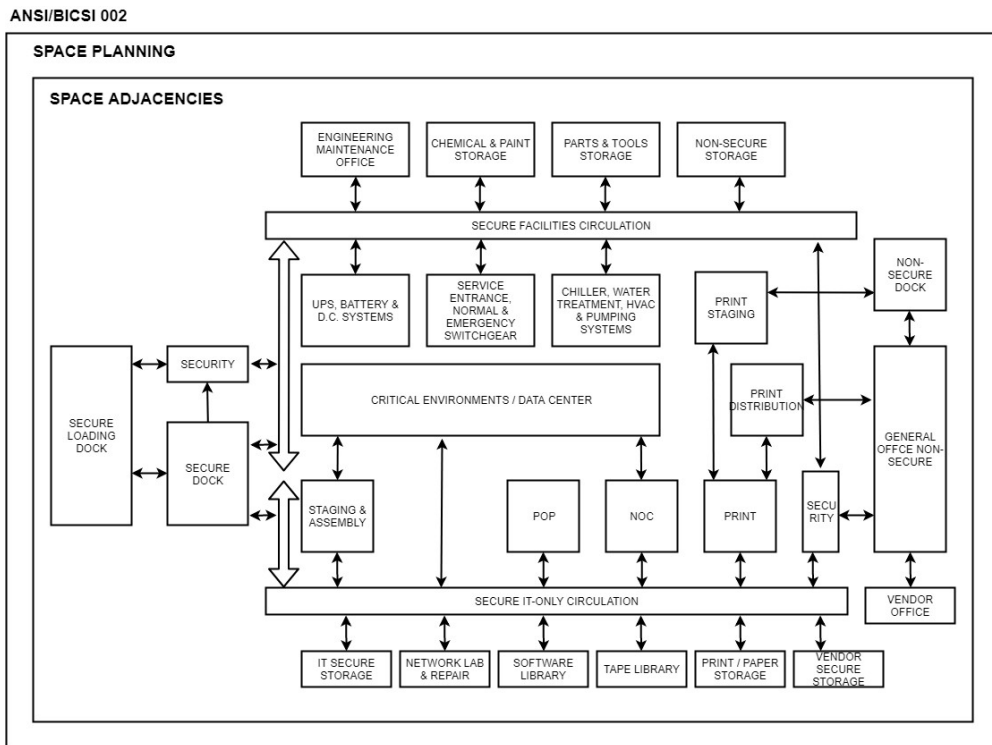 ANSI/BICSI 002
SPACE PLANNING
SPACE ADJACENCIES
ENGINEERING
MAINTENANCE
OFFICE
CHEMICAL & PAINT
STORAGE
PARTS & TOOLS
STORAGE
NON-SECURE
STORAGE
SECURE FACILITIES CIRCULATION
NON-
SECURE
DOCK
UPS, BATTERY &
D.C. SYSTEMS
SERVICE
ENTRANCE,
NORMAL &
EMERGENCY
SWITCHGEAR
CHILLER, WATER
TREATMENT, HVAC
& PUMPING
SYSTEMS
PRINT
STAGING
SECURITY
CRITICAL ENVIRONMENTS / DATA CENTER
PRINT
DISTRIBUTION
SECURE
LOADING
DOCK
SECURE
DOCK
GENERAL
OFFCE NON-
SECURE
STAGING &
ASSEMBLY
POP
NOC
PRINT
SECU
RITY
SECURE IT-ONLY CIRCULATION
VENDOR
OFFICE
IT SECURE
STORAGE
NETWORK LAB
& REPAIR
SOFTWARE
LIBRARY
TAPE LIBRARY
PRINT / PAPER
STORAGE
VENDOR
SECURE
STORAGE